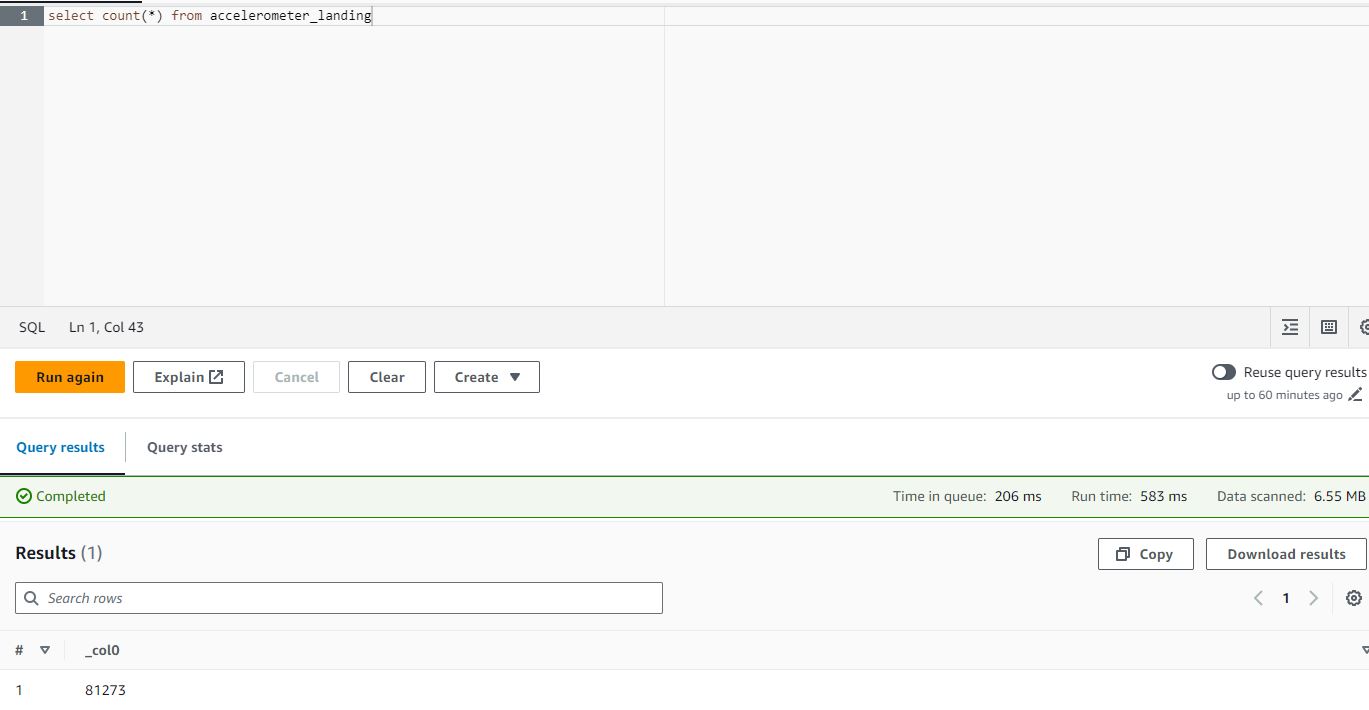 1 select count(*) from accelerometer_landing
SQL Ln 1, Col 43
Run again Explain Cancel Clear Create Reuse query results
up to 60 minutes ago
Query results Query stats
Completed Time in queue: 206 ms Run time: 583 ms Data scanned: 6.55 MB
Results (1) Copy Download results
Search rows 1
# _col0
1 81273